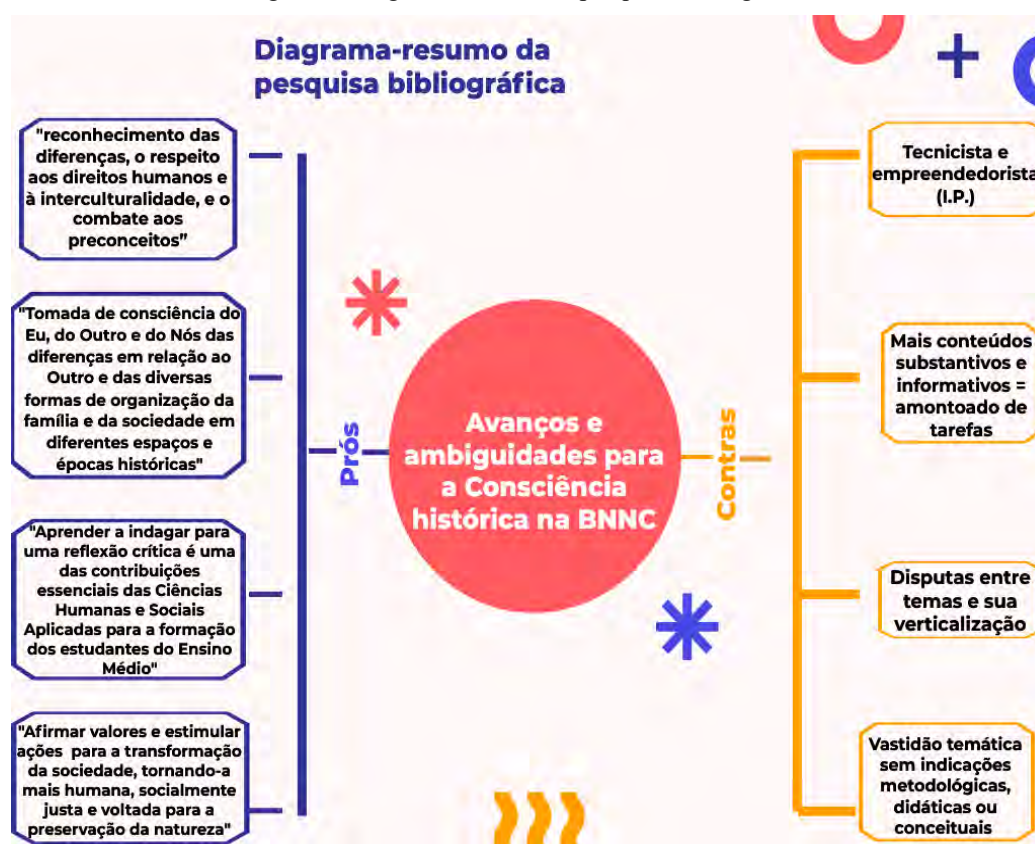 Diagrama-resumo da
pesquisa bibliográfica
"reconhecimento das
diferenças, o respeito
aos direitos humanos e
à interculturalidade, e o
combate aos
preconceitos"
"Tomada de consciência do
Eu, do Outro e do Nós das
diferenças em relação ao
Outro e das diversas
formas de organização da
família e da sociedade em
diferentes espaços e
épocas históricas"
"Aprender a indagar para
uma reflexão crítica é uma
das contribuições
essenciais das Ciências
Humanas e Sociais
Aplicadas para a formação
dos estudantes do Ensino
Médio"
"Afirmar valores e estimular
ações para a transformação
da sociedade, tornando-a
mais humana, socialmente
justa e voltada para a
preservação da natureza"
Prós
Avanços e
ambiguidades para
a Consciência
histórica na BNNC
Contras
Tecnicista e
empreendedorista
(I.P.)
Mais conteúdos
substantivos e
informativos =
amontoado de
tarefas
Disputas entre
temas e sua
verticalização
Vastidão temática
sem indicações
metodológicas,
didáticas ou
conceituais